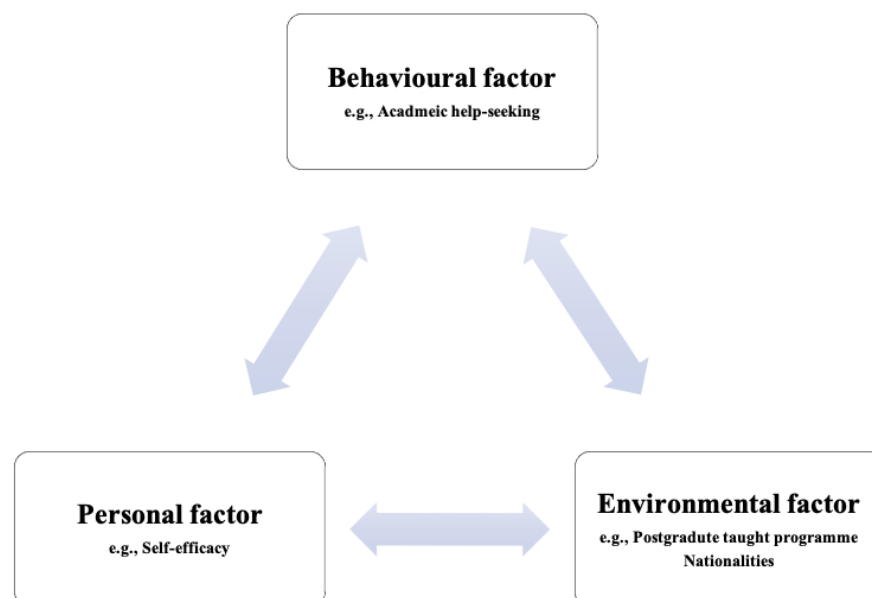 Behavioural factor
e.g., Acadmeic help-seeking
Personal factor
e.g., Self-efficacy
Environmental factor
e.g., Postgradute taught programme
Nationalities